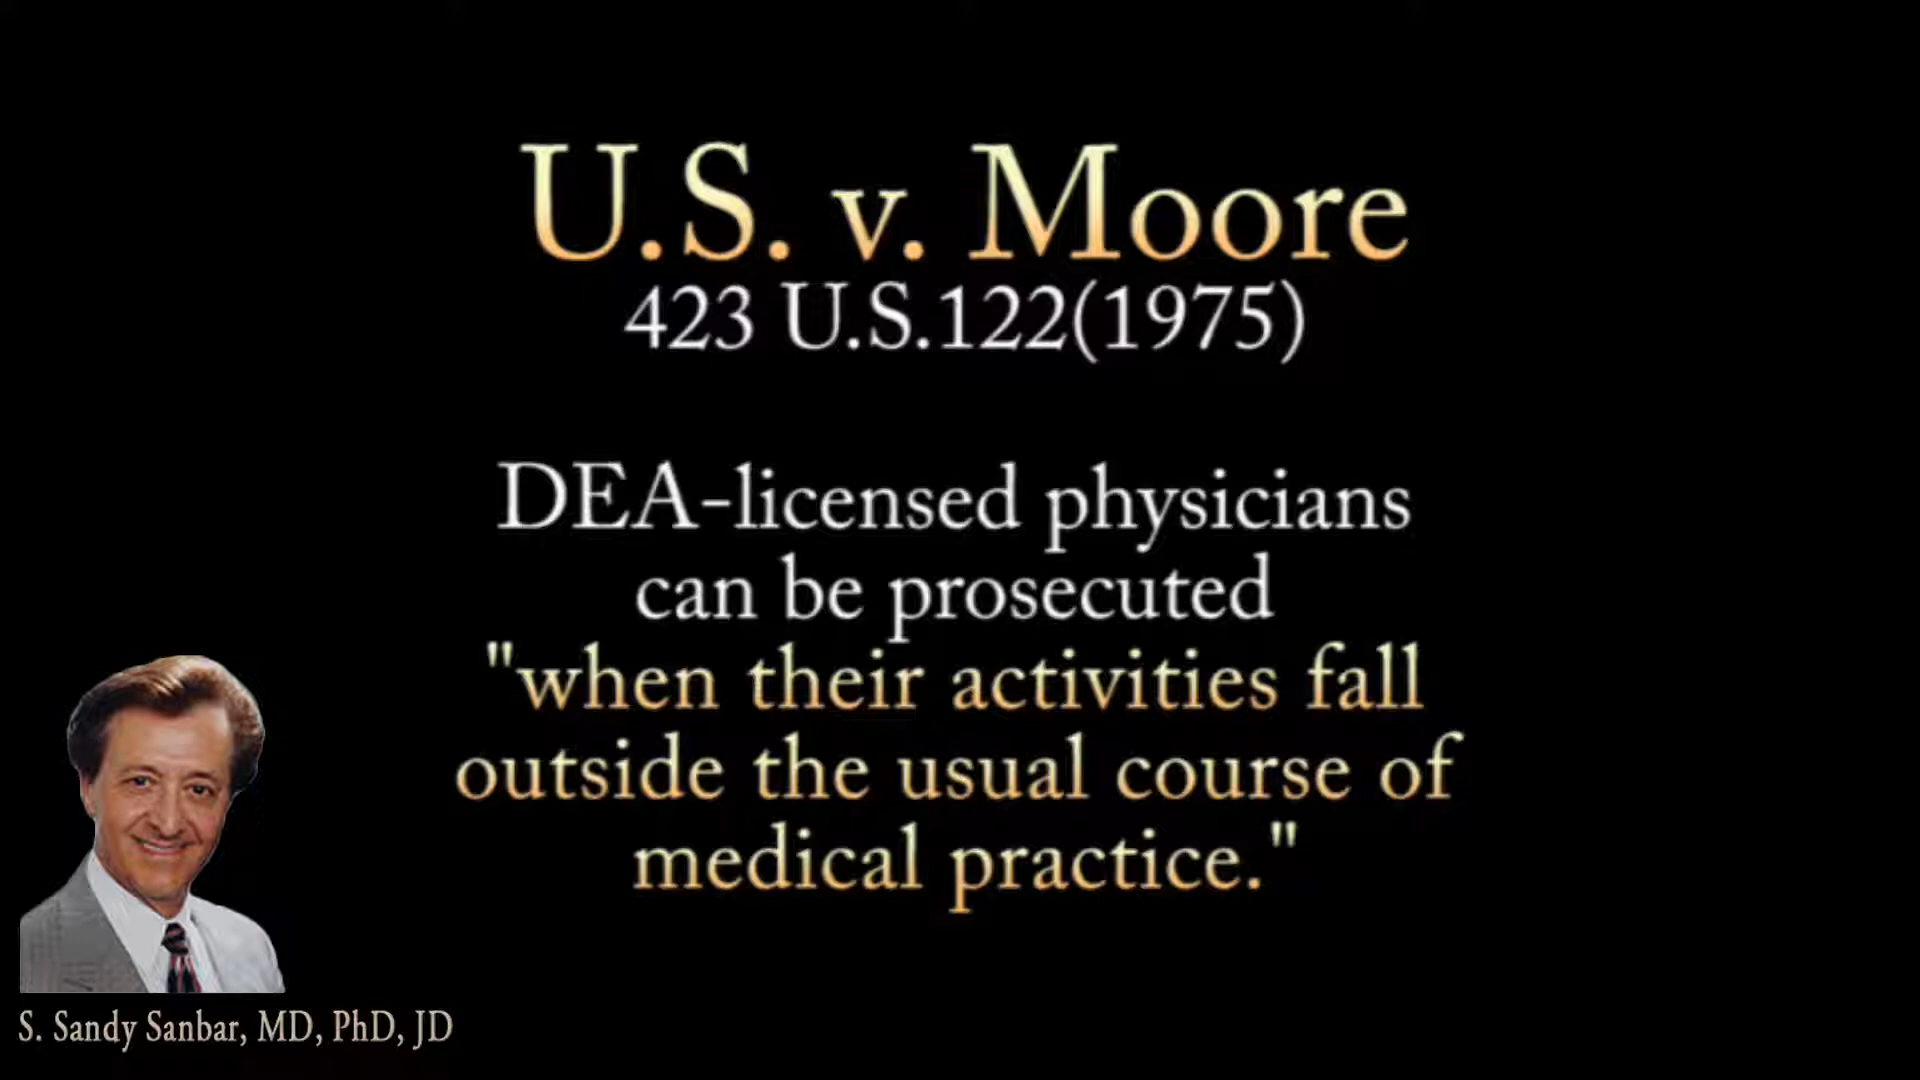 U.S. v. Moore
423 U.S.122(1975)
DEA-licensed physicians
can be prosecuted
"when their activities fall
outside the usual course of
medical practice."
S. Sandy Sanbar, MD, PhD, JD